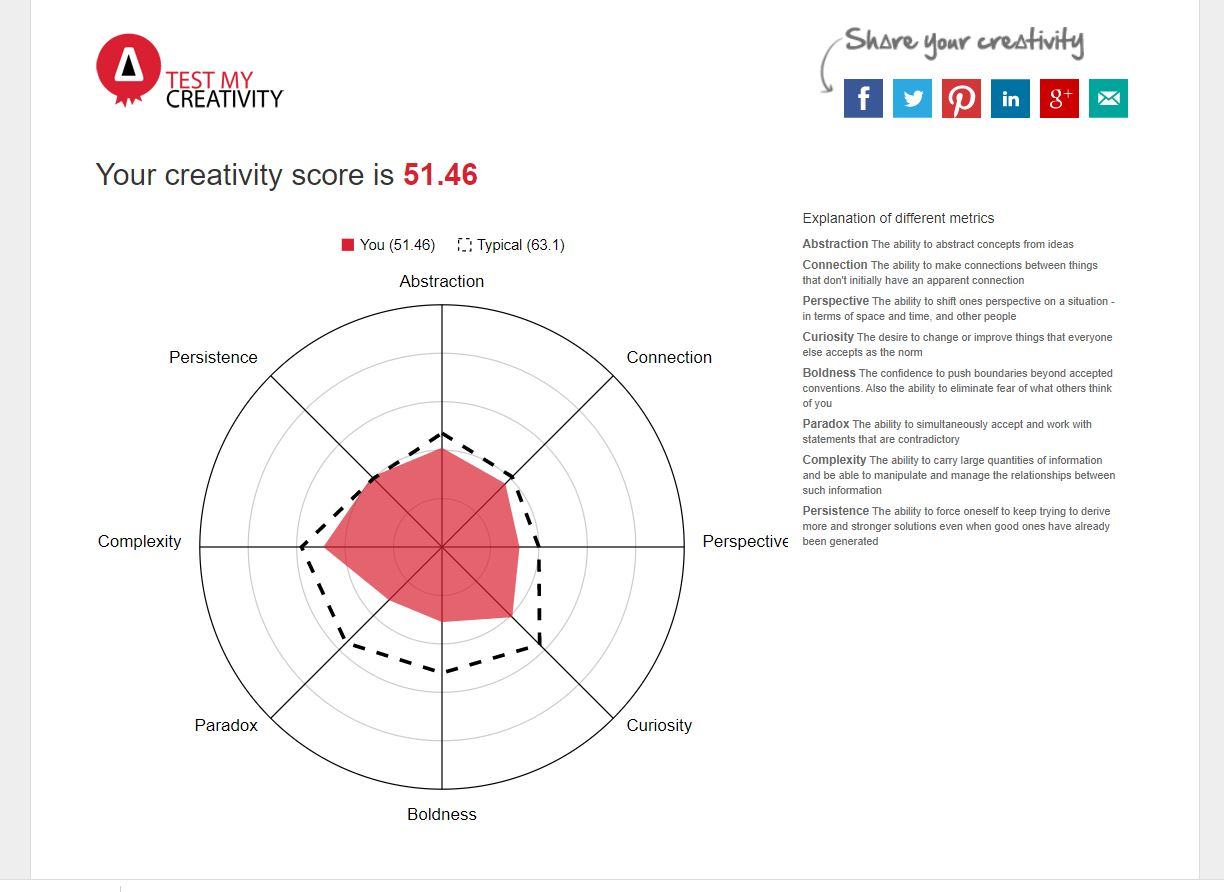 Share your creativity
TEST MY
CREATIVITY
f
in
g+
Your creativity score is 51.46
You (51.46)
Typical (63.1)
Abstraction
Persistence
Connection
Complexity
Perspective
Paradox
Curiosity
Boldness
Explanation of different metrics
Abstraction The ability to abstract concepts from ideas
Connection The ability to make connections between things
that don't initially have an apparent connection
Perspective The ability to shift ones perspective on a situation -
in terms of space and time, and other people
Curiosity The desire to change or improve things that everyone
else accepts as the norm
Boldness The confidence to push boundaries beyond accepted
conventions. Also the ability to eliminate fear of what others think
of you
Paradox The ability to simultaneously accept and work with
statements that are contradictory
Complexity The ability to carry large quantities of information
and be able to manipulate and manage the relationships between
such information
Persistence The ability to force oneself to keep trying to derive
more and stronger solutions even when good ones have already
been generated